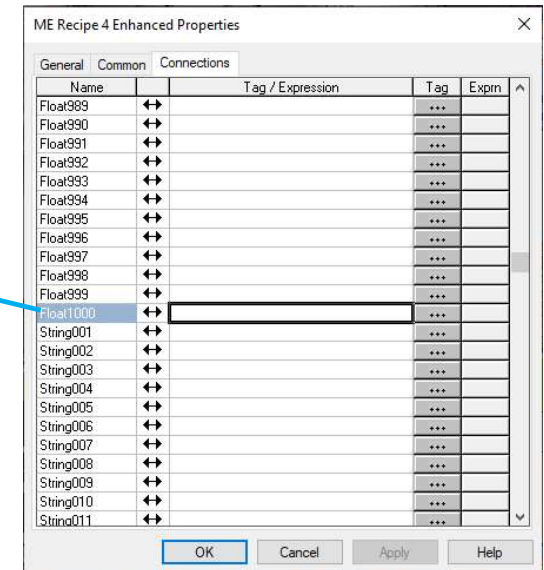 ME Recipe 4 Enhanced Properties
General Common Connections
Name Tag / Expression Tag Exprn
Float989 ...
Float990 ...
Float991 ...
Float992 ...
Float993 ...
Float994 ...
Float995 ...
Float996 ...
Float997 ...
Float998 ...
Float999 ...
Float1000 ...
String001 ...
String002 ...
String003 ...
String004 ...
String005 ...
String006 ...
String007 ...
String008 ...
String009 ...
String010 ...
String011 ...
OK Cancel Apply Help